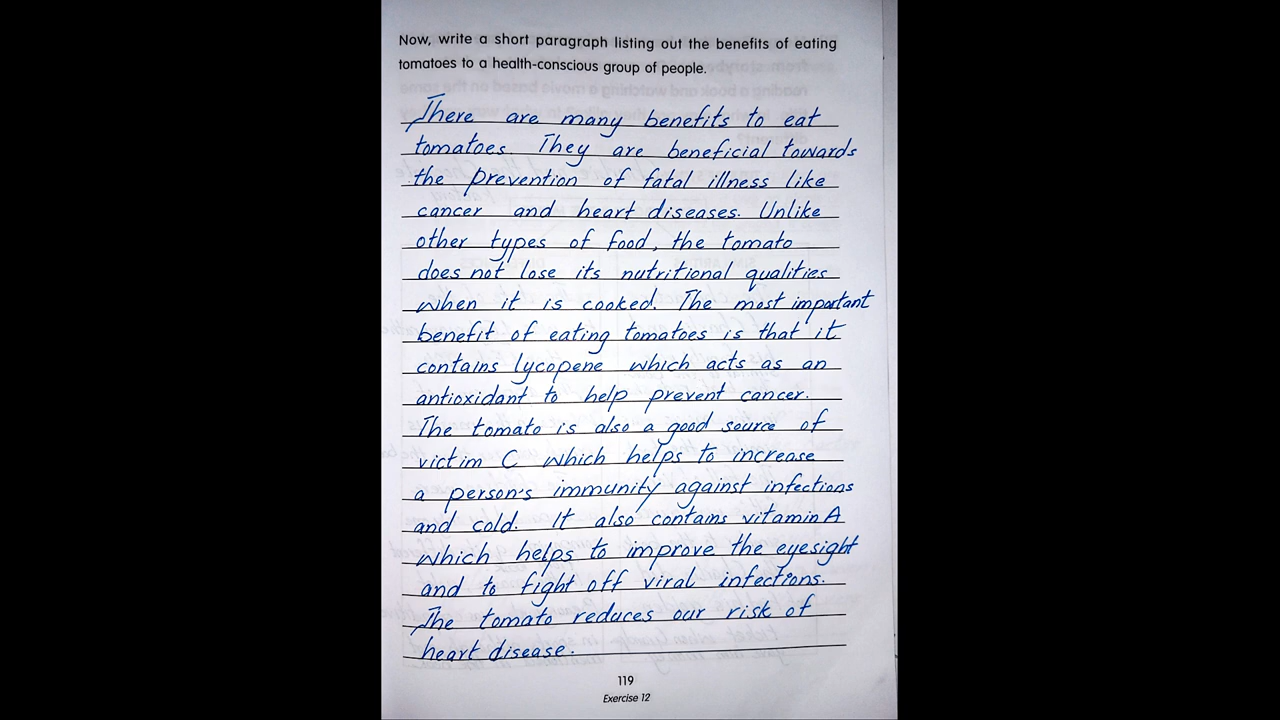 Now, write a short paragraph listing out the benefits of eating
tomatoes to a health-conscious group of people.
There are many benefits to eat
tomatoes. They are beneficial towards
the prevention of fatal illness like
cancer and heart diseases. Unlike
other types of food, the tomato
does not lose its nutritional qualities
when it is cooked. The most important
benefit of eating tomatoes is that it
contains lycopene which acts as an
antioxidant to help prevent cancer.
The tomato is also a good source of
victim C which helps to increase
a person's immunity against infections
and cold. It also contains vitamin A
which helps to improve the eyesight
and to fight off viral infections.
The tomato reduces our risk of
heart disease.
119
Exercise 12